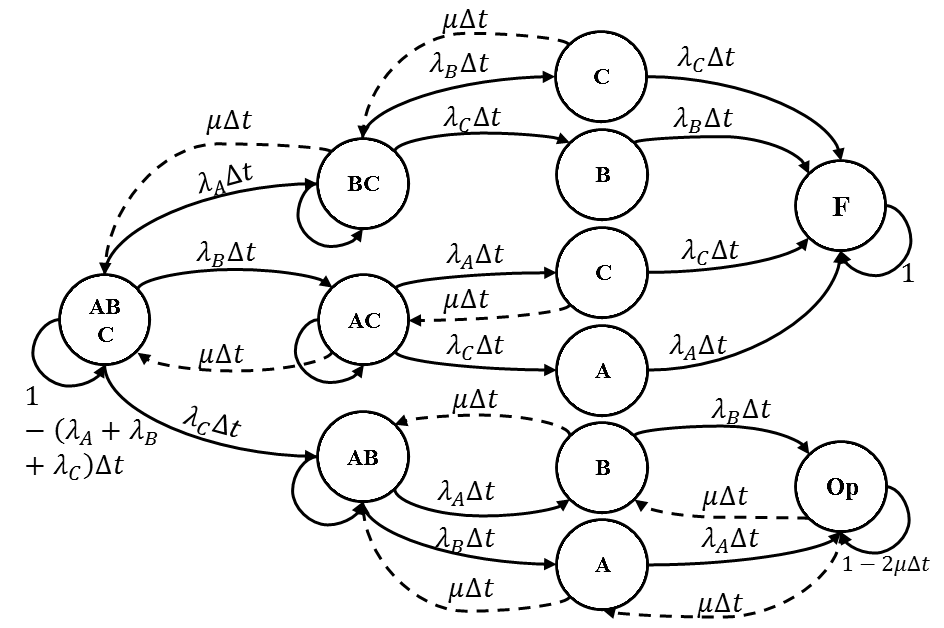 μΔt
C
λ_CΔt
λ_BΔt
μΔt
λ_CΔt
λ_BΔt
BC
B
λ_AΔt
F
λ_BΔt
λ_AΔt
C
λ_CΔt
1
AB
C
μΔt
AC
μΔt
λ_CΔt
A
λ_AΔt
1
− (λ_A + λ_B
+ λ_C)Δt
λ_CΔt
μΔt
λ_BΔt
AB
B
λ_AΔt
μΔt
Op
λ_BΔt
λ_AΔt
1 − 2μΔt
A
μΔt
μΔt